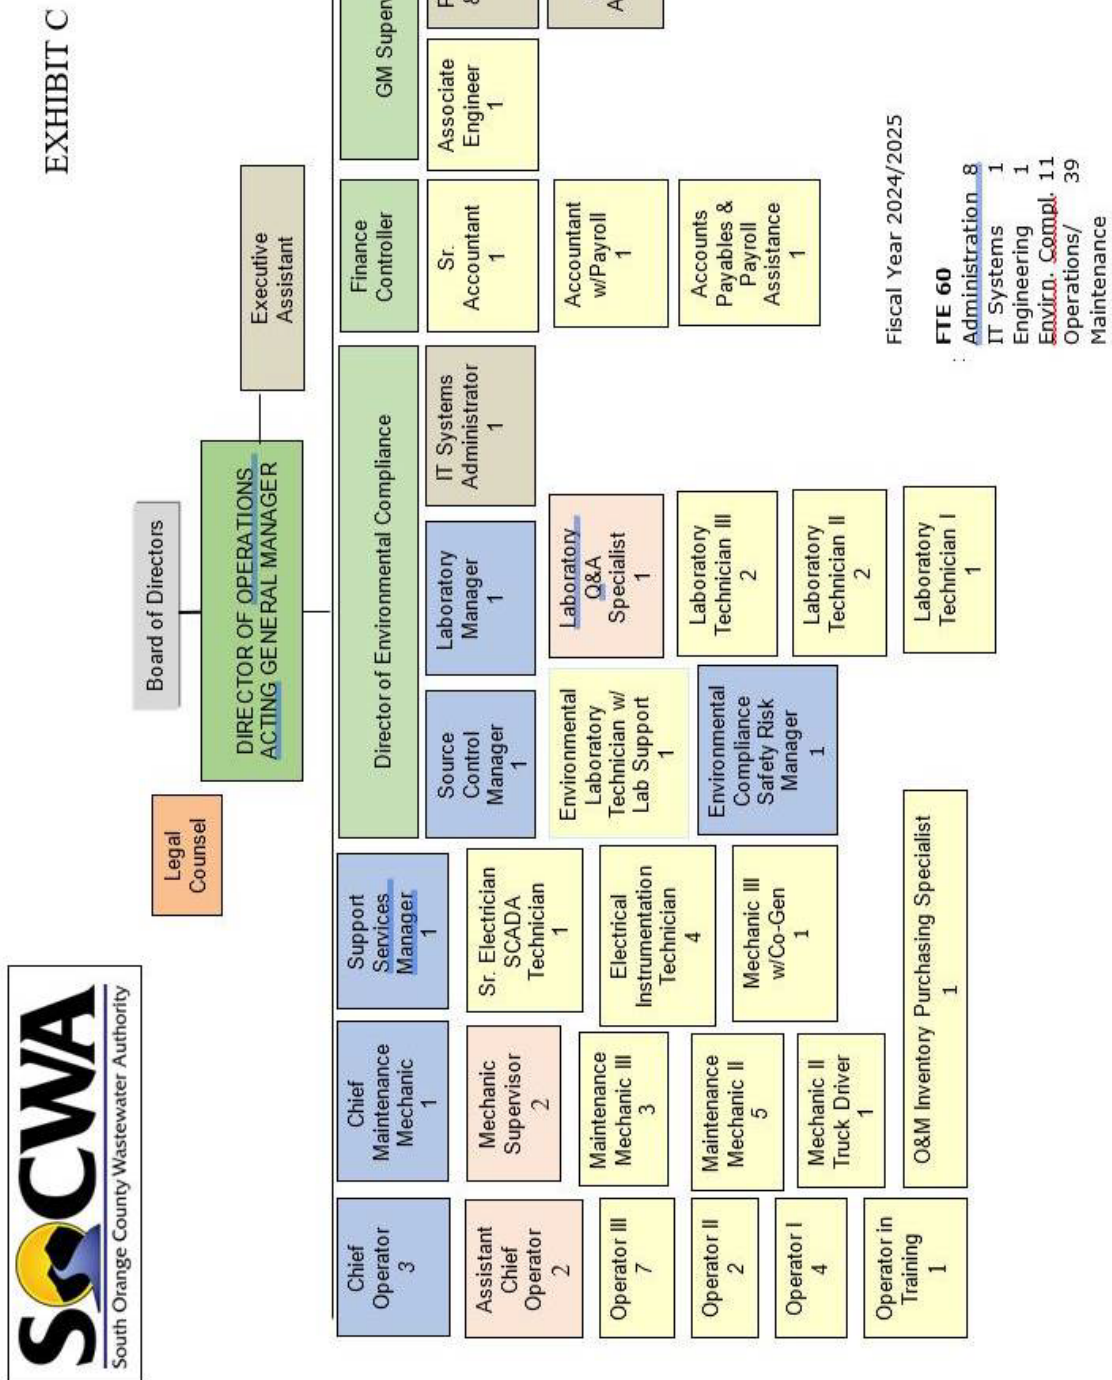 EXHIBIT C
SOCWA
South Orange County Wastewater Authority
Board of Directors
Legal
Counsel
DIRECTOR OF OPERATIONS
ACTING GENERAL MANAGER
Executive
Assistant
Chief
Operator
3
Assistant
Chief
Operator
2
Operator III
7
Operator II
2
Operator I
4
Operator in
Training
1
Chief
Maintenance
Mechanic
1
Mechanic
Supervisor
2
Maintenance
Mechanic III
3
Maintenance
Mechanic II
5
Mechanic II
Truck Driver
1
O&M Inventory Purchasing Specialist
1
Support
Services
Manager
1
Sr. Electrician
SCADA
Technician
1
Electrical
Instrumentation
Technician
4
Mechanic III
w/Co-Gen
1
Director of Environmental Compliance
Source
Control
Manager
1
Environmental
Laboratory
Technician w/
Lab Support
1
Environmental
Compliance
Safety Risk
Manager
1
Laboratory
Manager
1
Laboratory
Q&A
Specialist
1
Laboratory
Technician III
2
Laboratory
Technician II
2
Laboratory
Technician I
1
IT Systems
Administrator
1
Finance
Controller
Sr.
Accountant
1
Accountant
w/Payroll
1
Accounts
Payables &
Payroll
Assistance
1
GM Superv
Associate
Engineer
1
Fiscal Year 2024/2025
FTE 60
Administration 8
IT Systems 1
Engineering 1
Envirn. Compl. 11
Operations/ 39
Maintenance